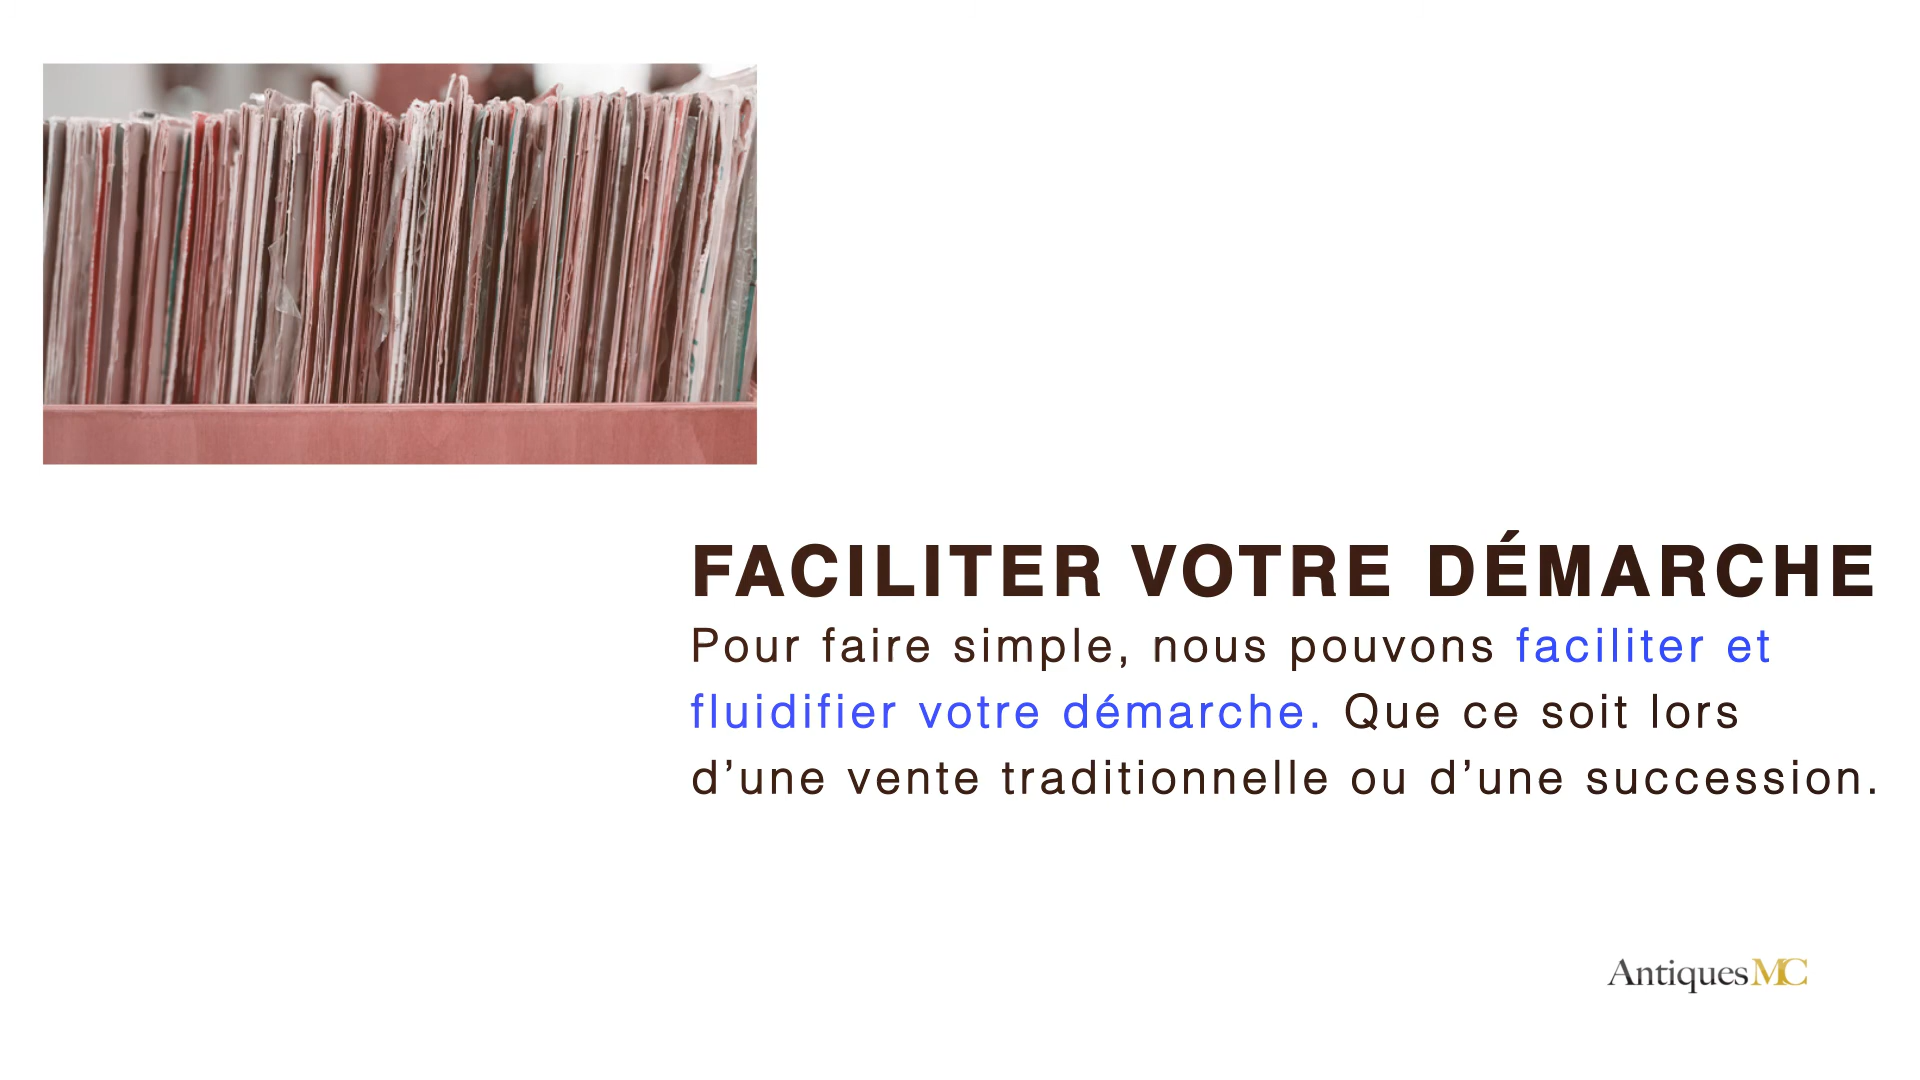 FACILITER VOTRE DÉMARCHE
Pour faire simple, nous pouvons faciliter et
fluidifier votre démarche. Que ce soit lors
d’une vente traditionnelle ou d’une succession.
AntiquesMC